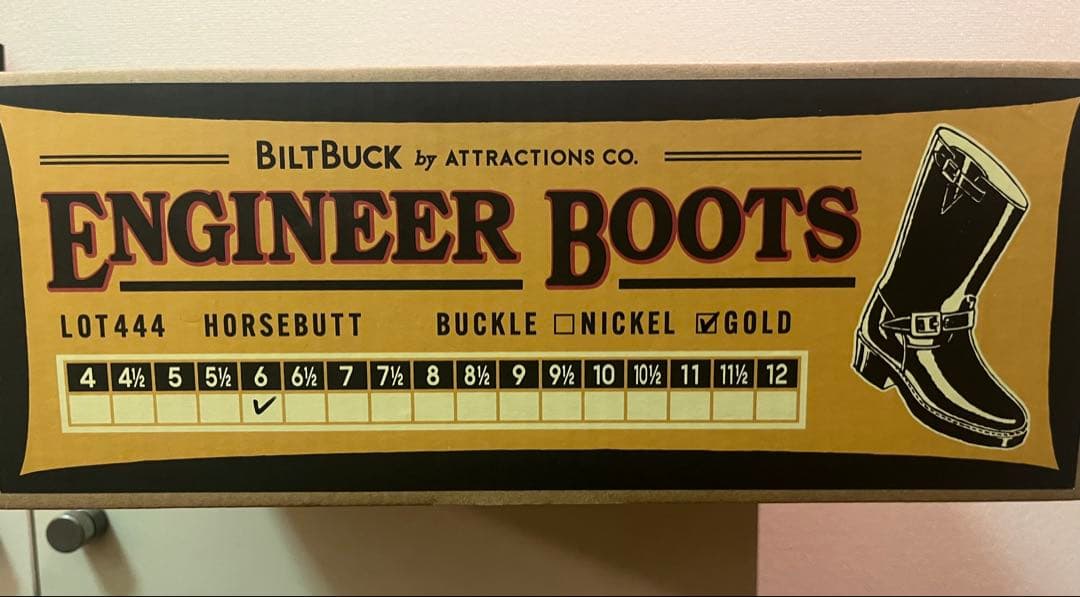 BILTBUCK by ATTRACTIONS CO.
ENGINEER BOOTS
LOT444 HORSEBUTT BUCKLE ☐NICKEL ☑GOLD
4 4½ 5 5½ 6 6½ 7 7½ 8 8½ 9 9½ 10 10½ 11 11½ 12
✓